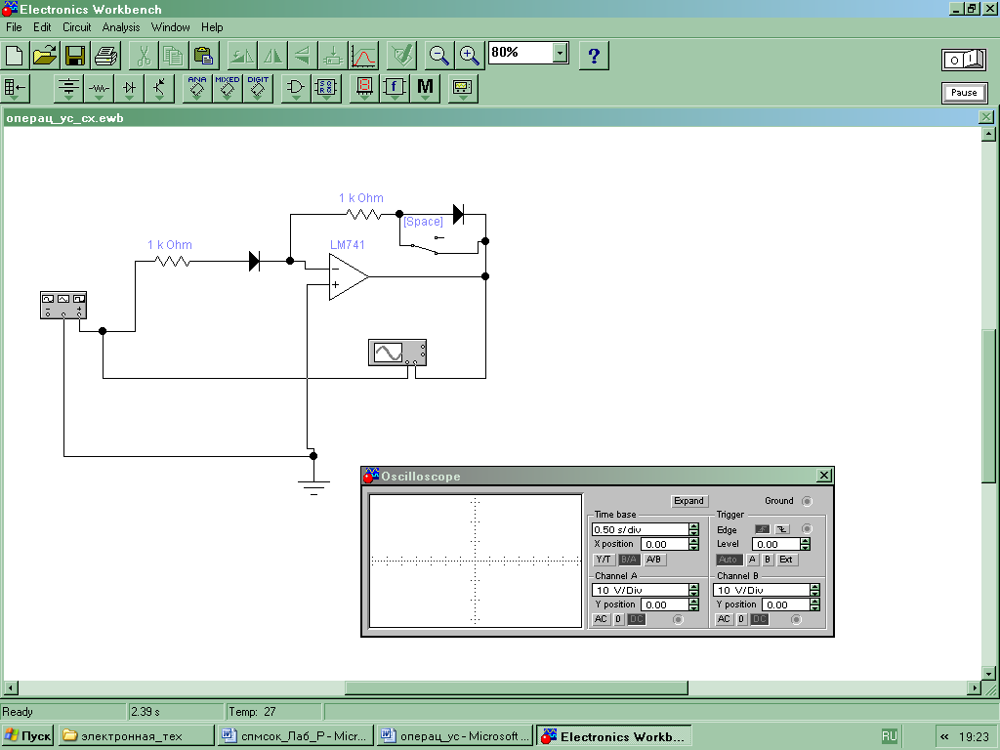 Electronics Workbench
File Edit Circuit Analysis Window Help
80%
?
O I
ANA MIXED DIGIT
f M
Pause
операц_ус_сх.ewb
1 k Ohm
[Space]
1 k Ohm
LM741
Oscilloscope
Expand
Ground
Time base
Trigger
0.50 s/div
Edge
X position 0.00
Level 0.00
Y/T B/A A/B
Auto A B Ext
Channel A
Channel B
10 V/Div
10 V/Div
Y position 0.00
Y position 0.00
AC 0 DC
AC 0 DC
Ready
2.39 s
Temp: 27
Пуск
электронная_тех
спмсок_Лаб_Р - Micr...
операц_ус - Microsoft ...
Electronics Workb...
RU
« 19:23